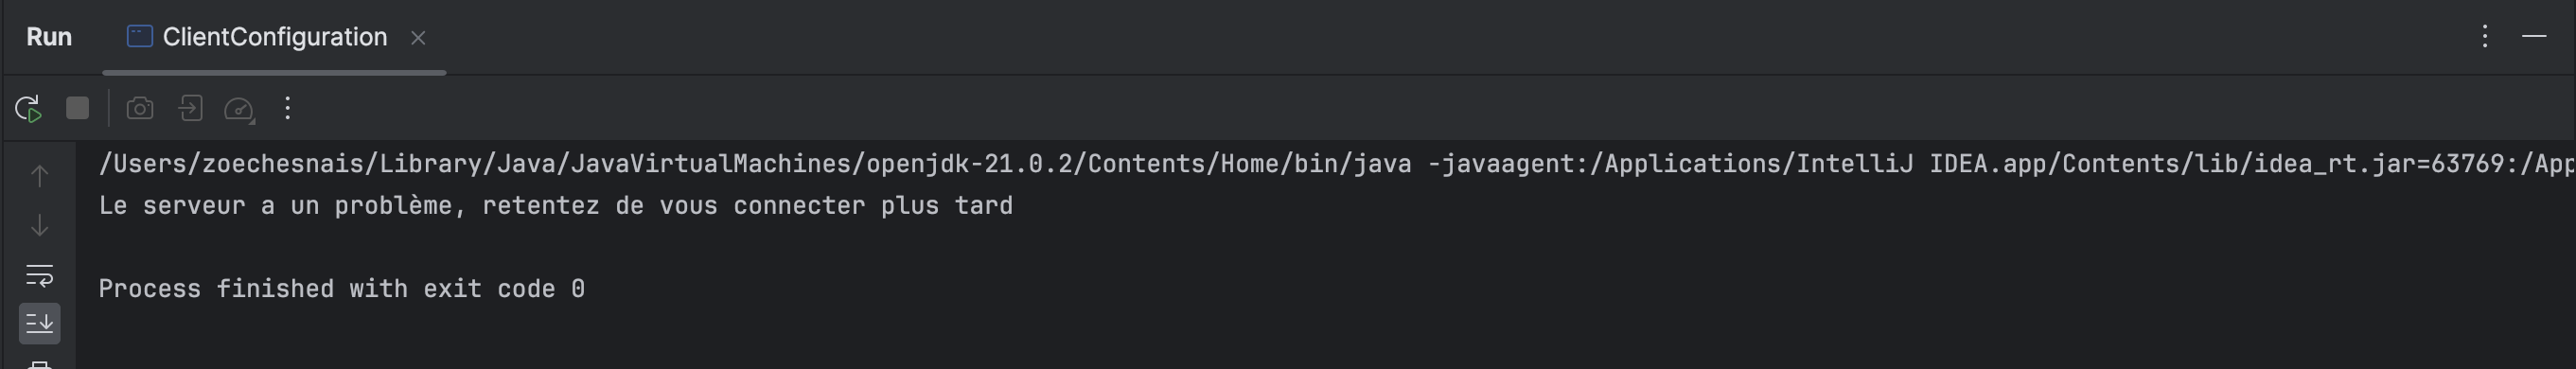 Run ClientConfiguration
/Users/zoechesnais/Library/Java/JavaVirtualMachines/openjdk-21.0.2/Contents/Home/bin/java -javaagent:/Applications/IntelliJ IDEA.app/Contents/lib/idea_rt.jar=63769:/App
Le serveur a un problème, retentez de vous connecter plus tard
Process finished with exit code 0